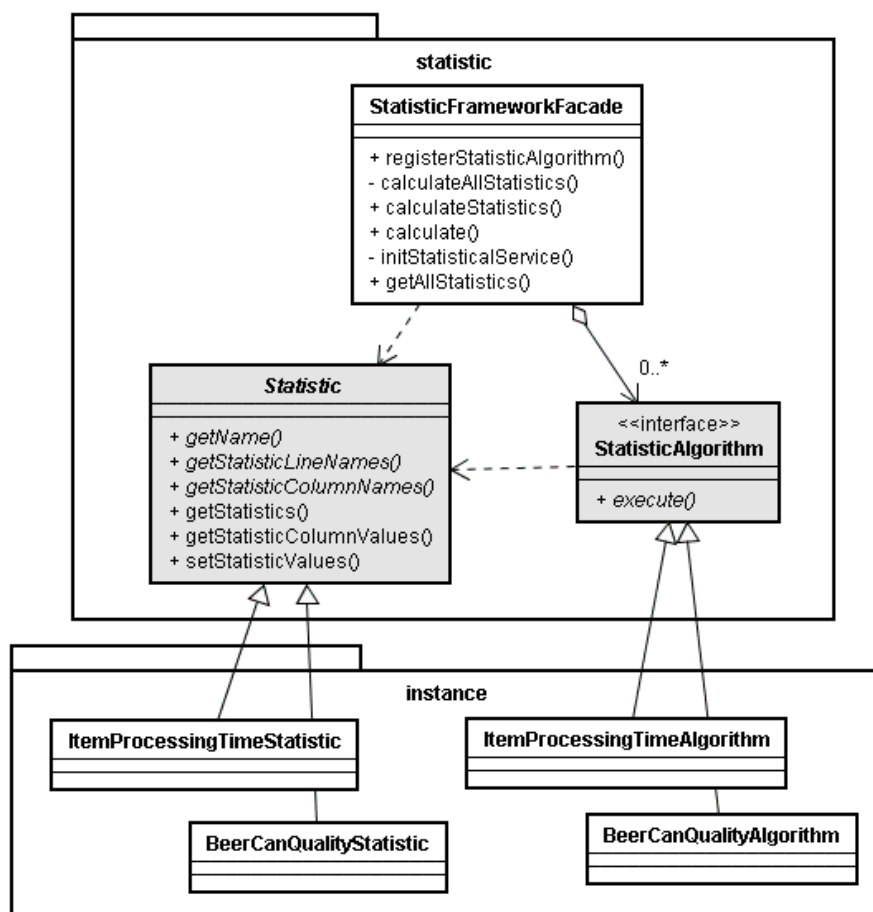 statistic
StatisticFrameworkFacade
+ registerStatisticAlgorithm()
- calculateAllStatistics()
+ calculateStatistics()
+ calculate()
- initStatisticalService()
+ getAllStatistics()
0..*
Statistic
+ getName()
+ getStatisticLineNames()
+ getStatisticColumnNames()
+ getStatistics()
+ getStatisticColumnValues()
+ setStatisticValues()
<<interface>>
StatisticAlgorithm
+ execute()
instance
ItemProcessingTimeStatistic
ItemProcessingTimeAlgorithm
BeerCanQualityStatistic
BeerCanQualityAlgorithm